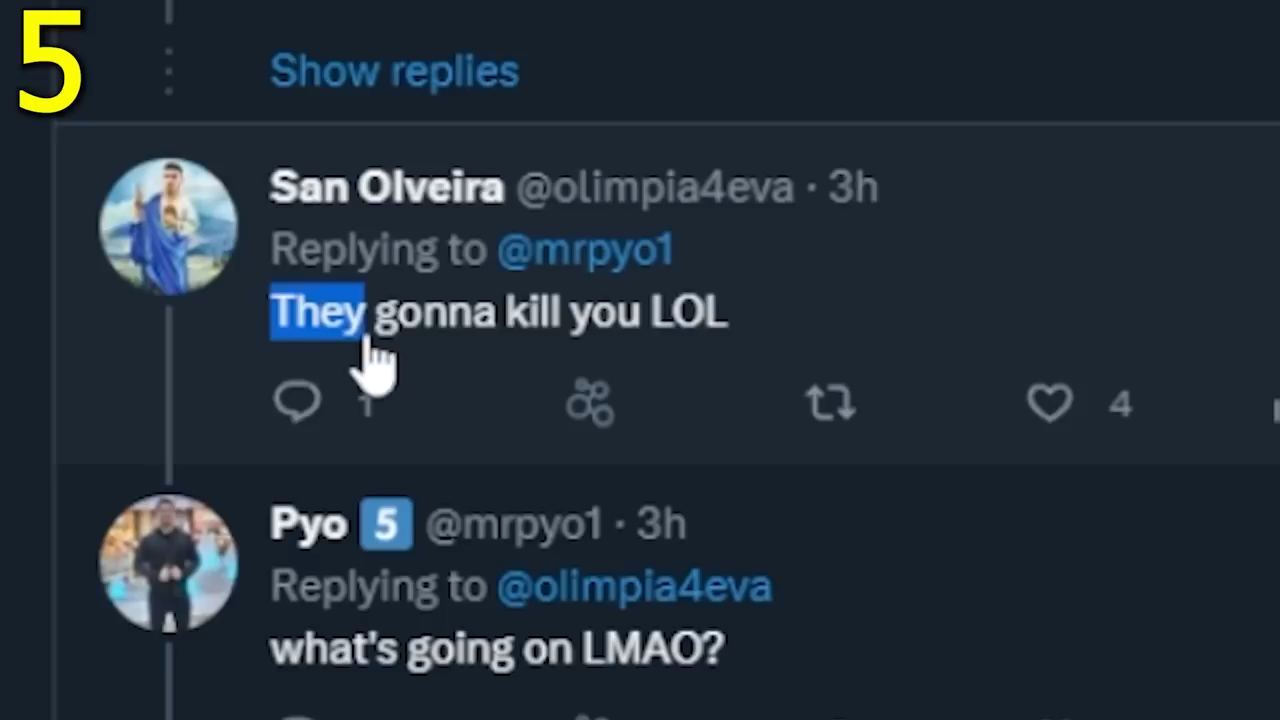 5
Show replies
San Olveira @olimpia4eva · 3h
Replying to @mrpyo1
They gonna kill you LOL
1 4
Pyo 5 @mrpyo1 · 3h
Replying to @olimpia4eva
what's going on LMAO?